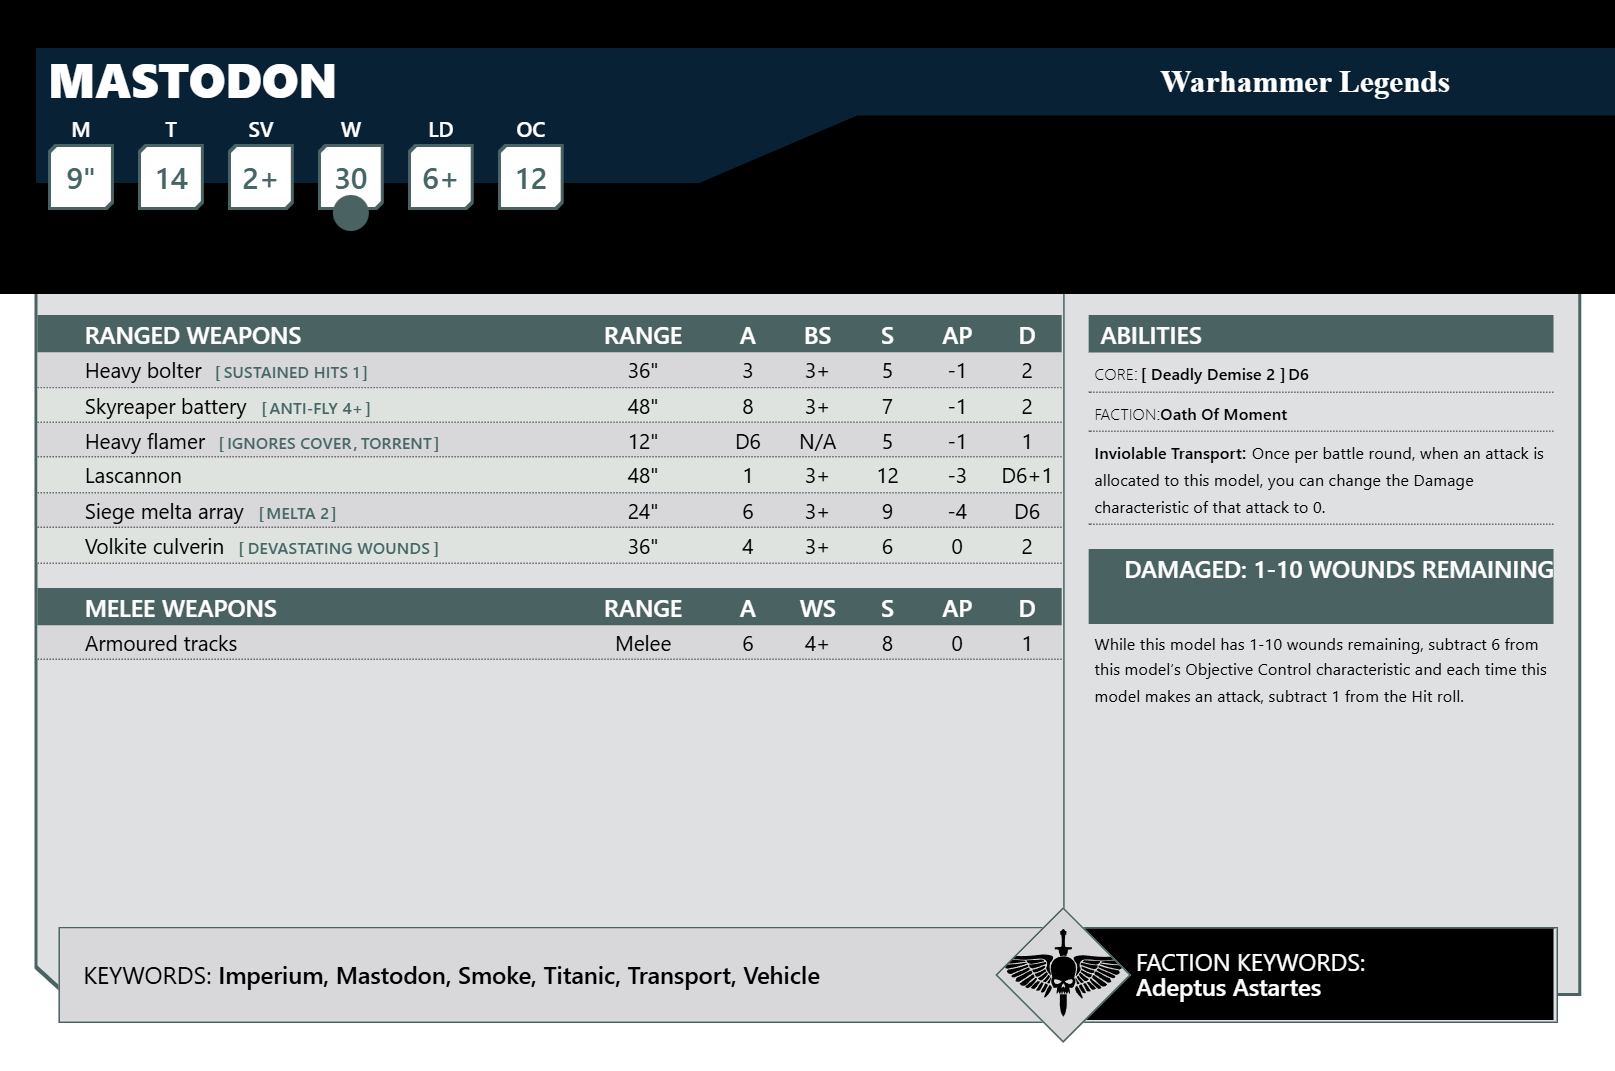 MASTODON
Warhammer Legends
M T SV W LD OC
9" 14 2+ 30 6+ 12
RANGED WEAPONS RANGE A BS S AP D
Heavy bolter [ SUSTAINED HITS 1 ] 36" 3 3+ 5 -1 2
Skyreaper battery [ ANTI-FLY 4+ ] 48" 8 3+ 7 -1 2
Heavy flamer [ IGNORES COVER, TORRENT ] 12" D6 N/A 5 -1 1
Lascannon 48" 1 3+ 12 -3 D6+1
Siege melta array [ MELTA 2 ] 24" 6 3+ 9 -4 D6
Volkite culverin [ DEVASTATING WOUNDS ] 36" 4 3+ 6 0 2
MELEE WEAPONS RANGE A WS S AP D
Armoured tracks Melee 6 4+ 8 0 1
ABILITIES
CORE: [ Deadly Demise 2 ] D6
FACTION:Oath Of Moment
Inviolable Transport: Once per battle round, when an attack is
allocated to this model, you can change the Damage
characteristic of that attack to 0.
DAMAGED: 1-10 WOUNDS REMAINING
While this model has 1-10 wounds remaining, subtract 6 from
this model’s Objective Control characteristic and each time this
model makes an attack, subtract 1 from the Hit roll.
KEYWORDS: Imperium, Mastodon, Smoke, Titanic, Transport, Vehicle
FACTION KEYWORDS:
Adeptus Astartes